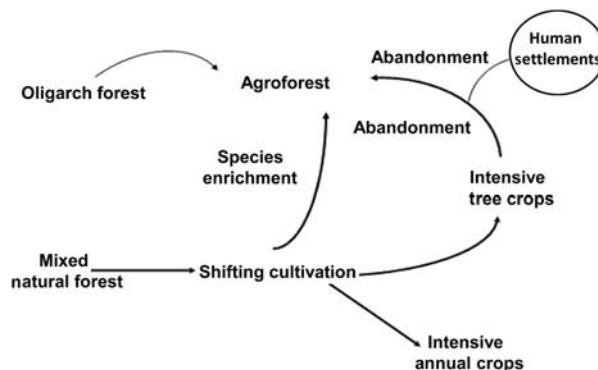 Human
settlements
Abandonment
Oligarch forest
Agroforest
Abandonment
Species
enrichment
Intensive
tree crops
Mixed
natural forest
Shifting cultivation
Intensive
annual crops